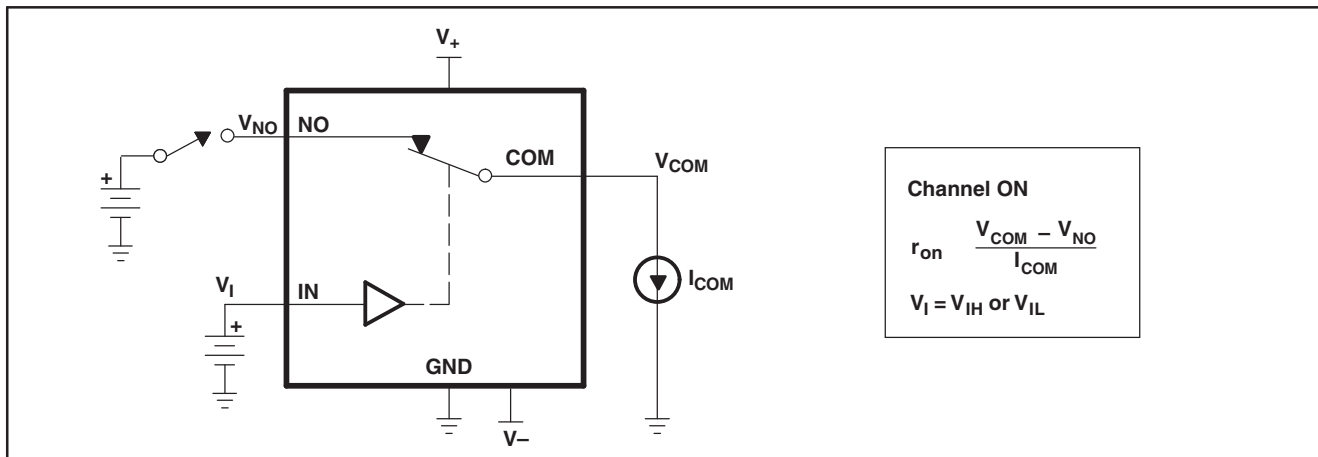 V+
VNO NO
COM
VCOM
+
VI
IN
+
ICOM
GND
V–
Channel ON
ron VCOM – VNO
ICOM
VI = VIH or VIL